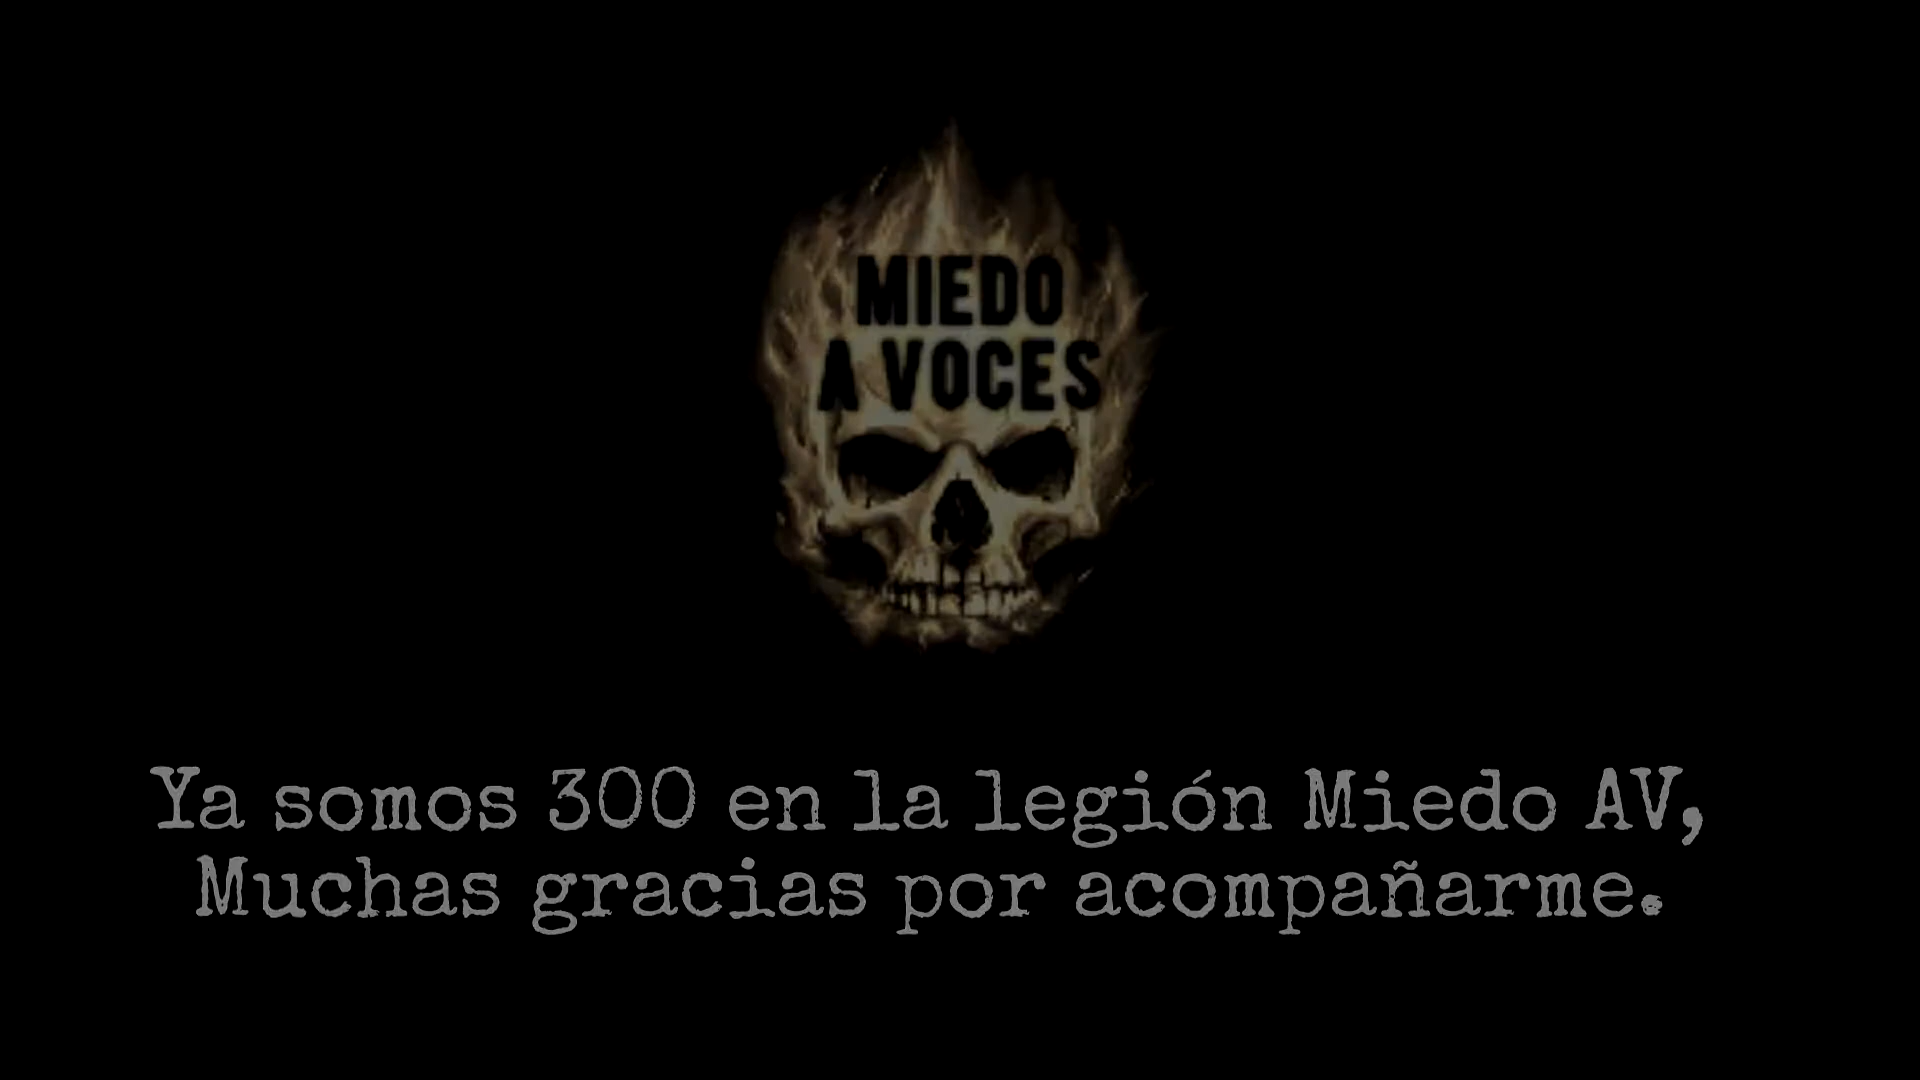 MIEDO
A VOCES
Ya somos 300 en la legión Miedo AV,
Muchas gracias por acompañarme.